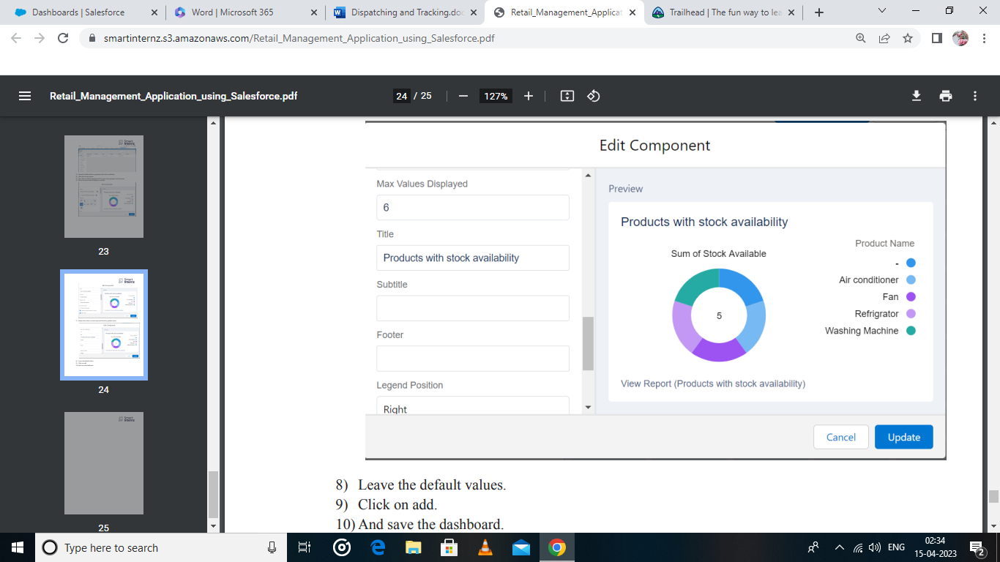 Dashboards | Salesforce
Word | Microsoft 365
Dispatching and Tracking.doc
Retail_Management_Applicat
Trailhead | The fun way to lea
smartinternz.s3.amazonaws.com/Retail_Management_Application_using_Salesforce.pdf
Retail_Management_Application_using_Salesforce.pdf
24 / 25
127%
23
24
25
Edit Component
Max Values Displayed
6
Title
Products with stock availability
Subtitle
Footer
Legend Position
Right
Preview
Products with stock availability
Sum of Stock Available
5
Product Name
-
Air conditioner
Fan
Refrigrator
Washing Machine
View Report (Products with stock availability)
Cancel
Update
8) Leave the default values.
9) Click on add.
10) And save the dashboard.
Type here to search
ENG
02:34
15-04-2023
2